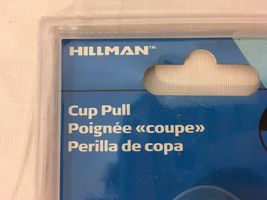 HILLMAN™
Cup Pull
Poignée «coupe»
Perilla de copa